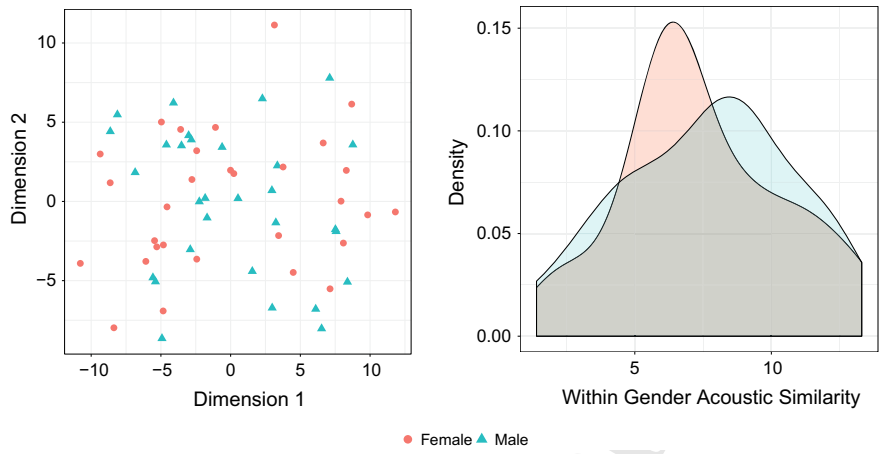 10
5
0
−5
Dimension 2
−10 −5 0 5 10
Dimension 1
0.15
0.10
0.05
0.00
Density
5 10
Within Gender Acoustic Similarity
Female Male